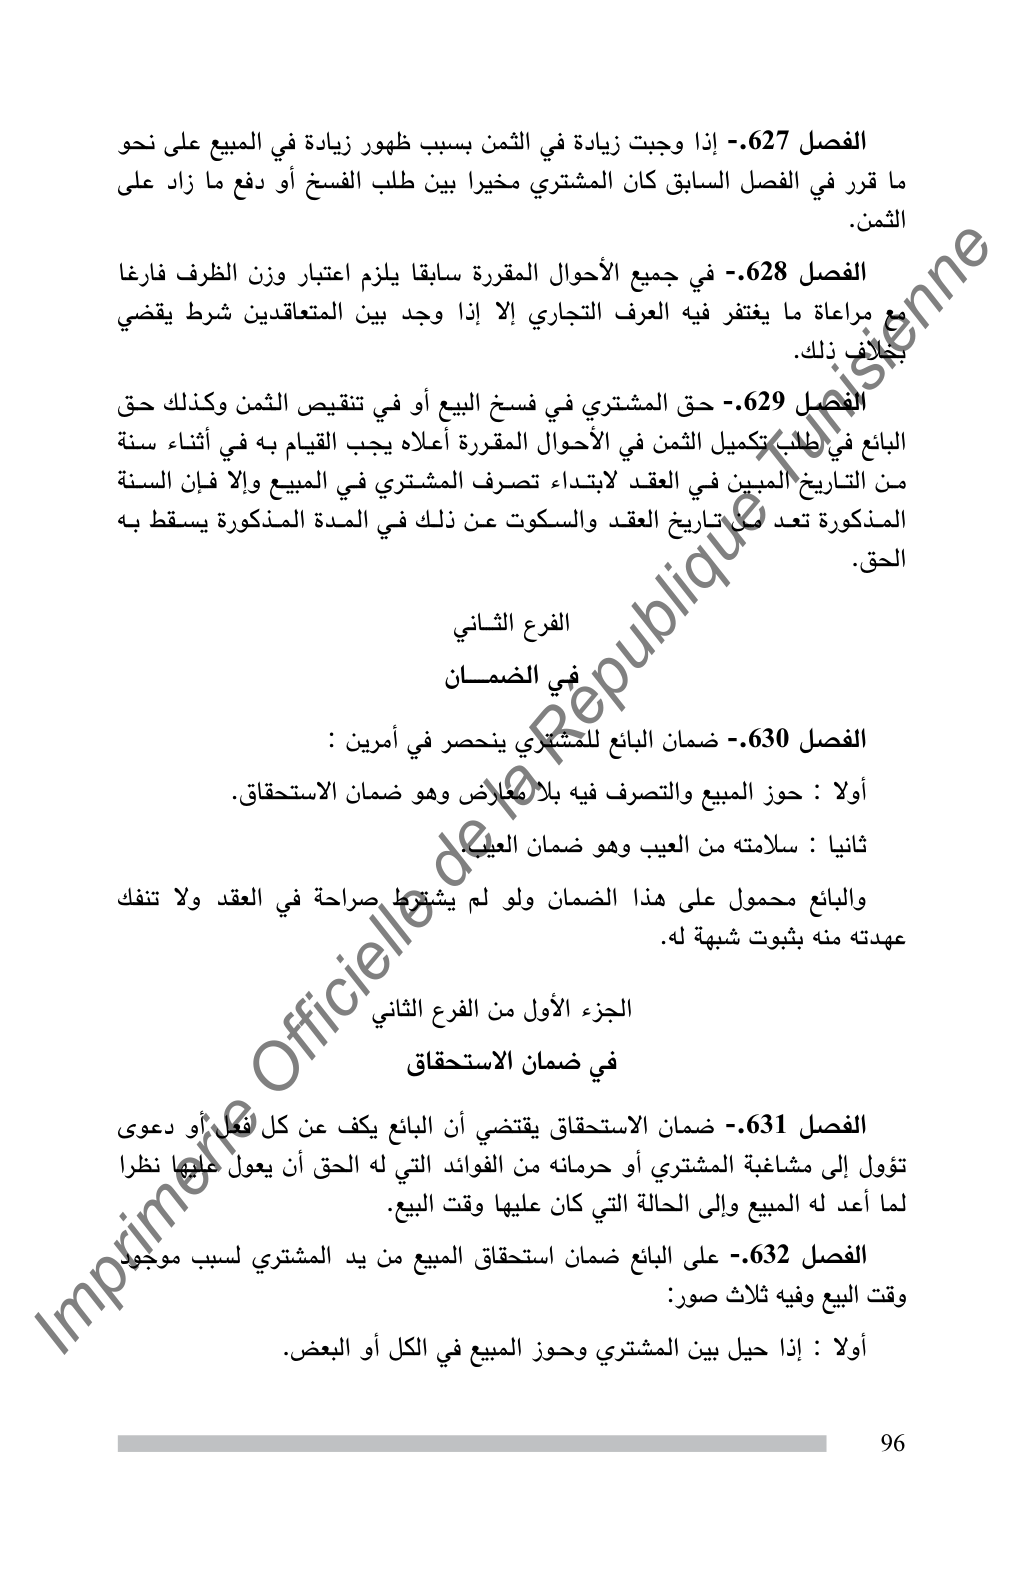 الفصل 627.- إذا وجبت زيادة في الثمن بسبب ظهور زيادة في المبيع على نحو
ما قرر في الفصل السابق كان المشتري مخيرا بين طلب الفسخ أو دفع ما زاد على
الثمن.
الفصل 628.- في جميع الأحوال المقررة سابقا يلزم اعتبار وزن الظرف فارغا
مع مراعاة ما يغتفر فيه العرف التجاري إلا إذا وجد بين المتعاقدين شرط يقضي
بخلاف ذلك.
الفصل 629.- حق المشتري في فسخ البيع أو في تنقيص الثمن وكذلك حق
البائع في طلب تكميل الثمن في الأحوال المقررة أعلاه يجب القيام به في أثناء سنة
من التاريخ المبين في العقد لابتداء تصرف المشتري في المبيع وإلا فإن السنة
المذكورة تعد من تاريخ العقد والسكوت عن ذلك في المدة المذكورة يسقط به
الحق.
الفرع الثاني
في الضمان
الفصل 630.- ضمان البائع للمشتري ينحصر في أمرين :
أولا : حوز المبيع والتصرف فيه بلا معارض وهو ضمان الاستحقاق.
ثانيا : سلامته من العيب وهو ضمان العيب.
والبائع محمول على هذا الضمان ولو لم يشترط صراحة في العقد ولا تنفك
عهدته منه بثبوت شبهة له.
الجزء الأول من الفرع الثاني
في ضمان الاستحقاق
الفصل 631.- ضمان الاستحقاق يقتضي أن البائع يكف عن كل فعل أو دعوى
تؤول إلى مشاغبة المشتري أو حرمانه من الفوائد التي له الحق أن يعول عليها نظرا
لما أعد له المبيع وإلى الحالة التي كان عليها وقت البيع.
الفصل 632.- على البائع ضمان استحقاق المبيع من يد المشتري لسبب موجود
وقت البيع وفيه ثلاث صور:
أولا : إذا حيل بين المشتري وحوز المبيع في الكل أو البعض.
96
Imprimerie Officielle de la République Tunisienne